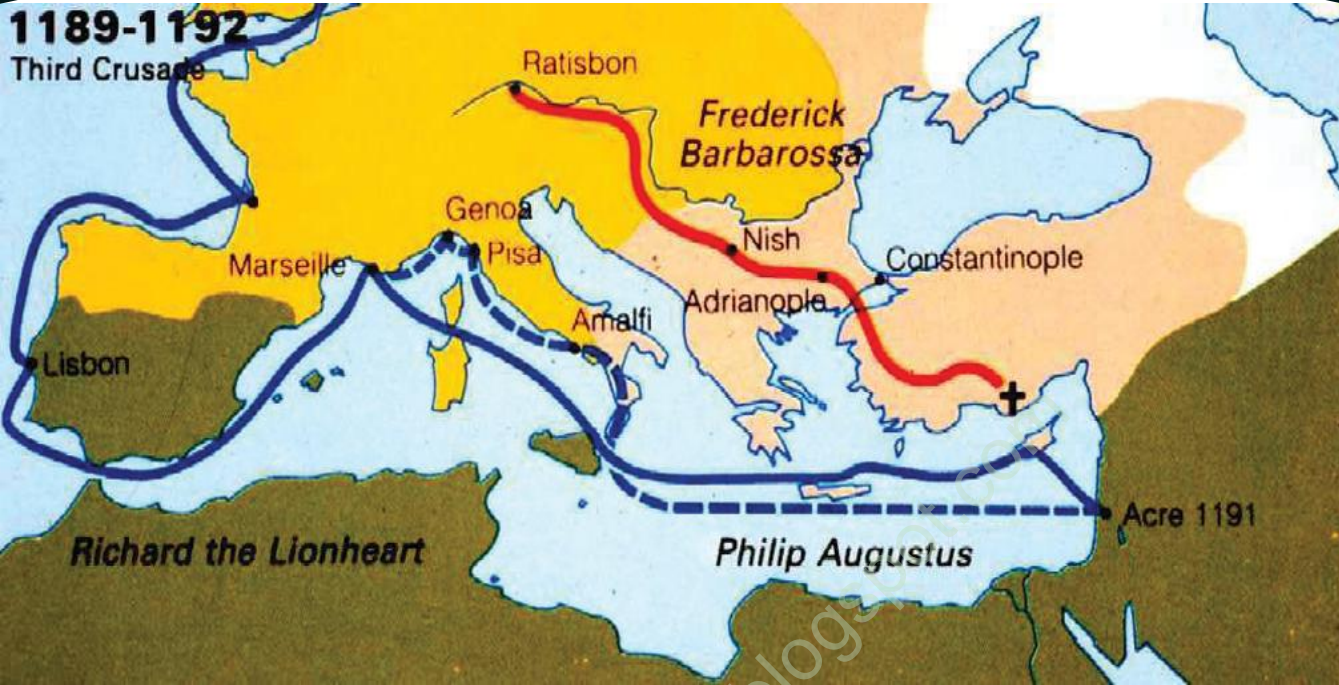 1189-1192
Third Crusade
Ratisbon
Frederick
Barbarossa
Genoa
Pisa
Nish
Marseille
Constantinople
Adrianople
Amalfi
Lisbon
Acre 1191
Richard the Lionheart
Philip Augustus